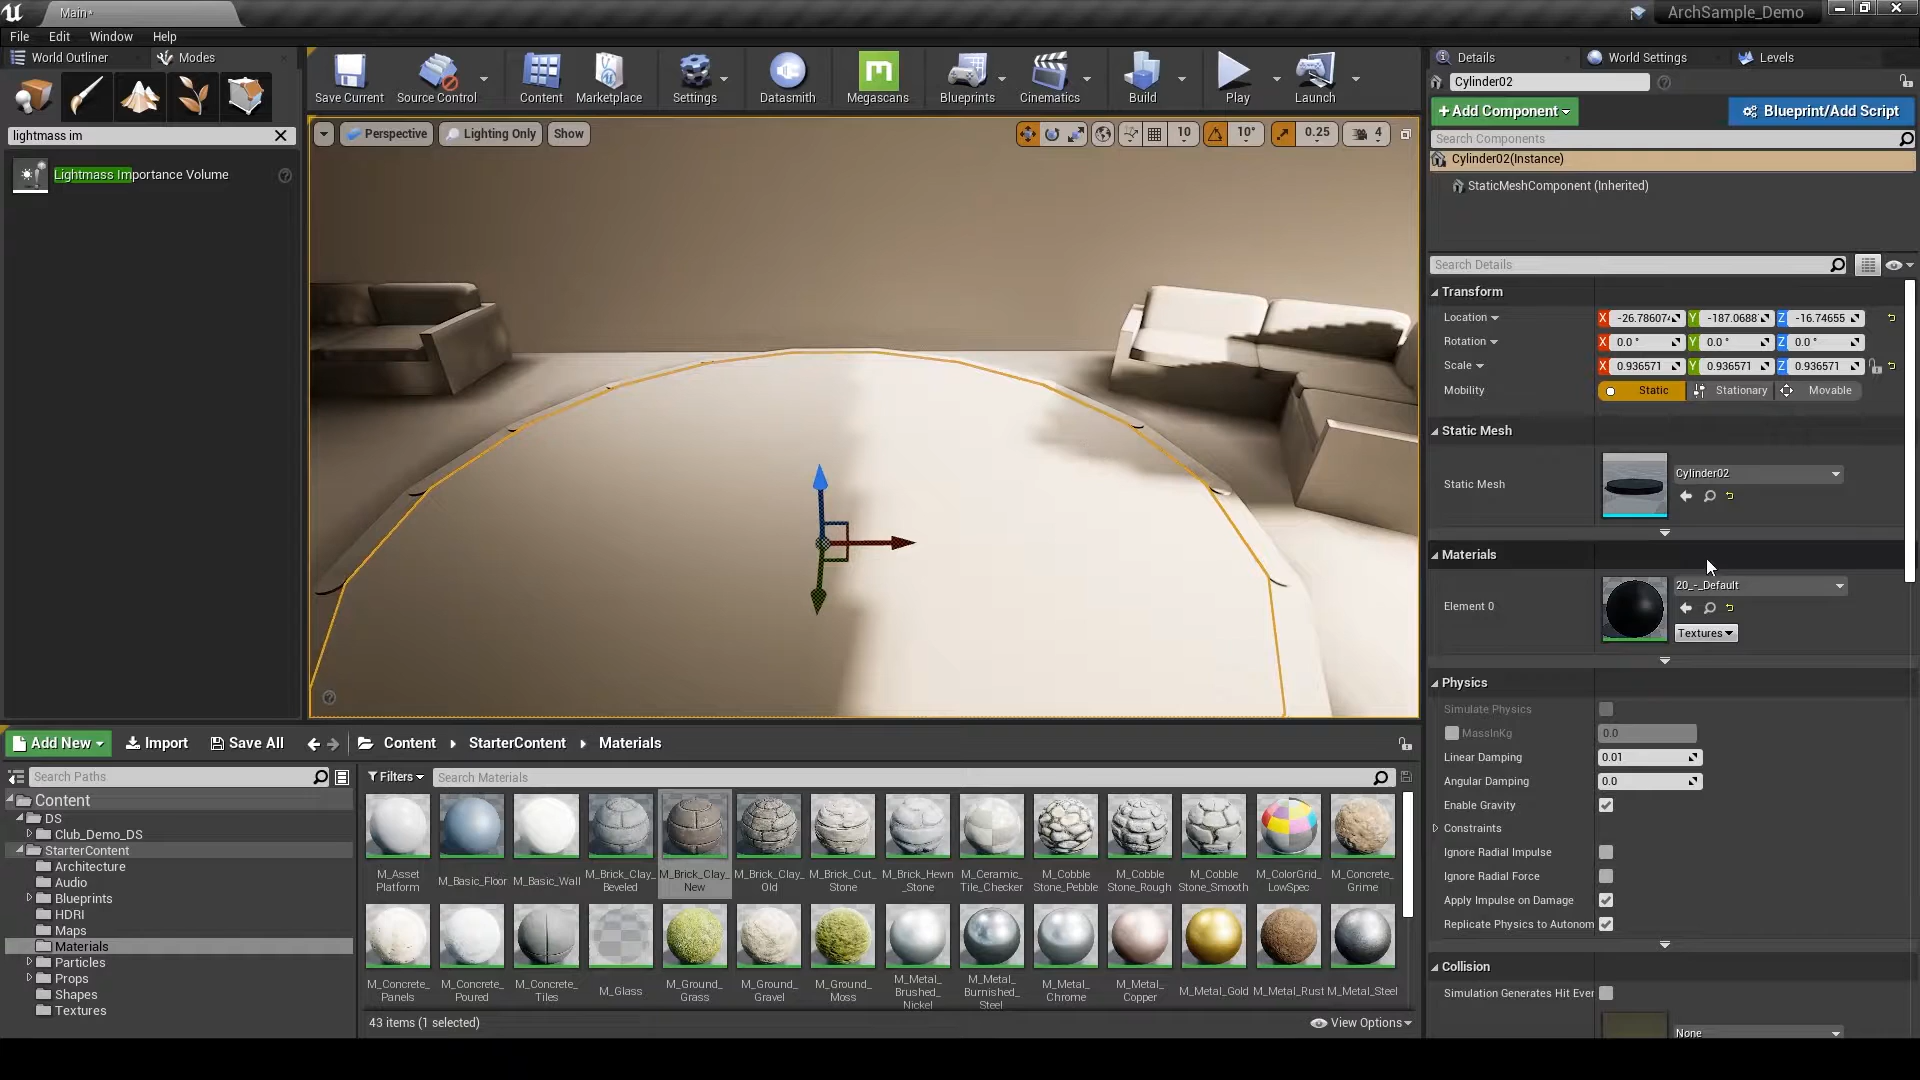 Main*
ArchSample_Demo
File Edit Window Help
World Outliner Modes
lightmass im
Lightmass Importance Volume
Save Current Source Control Content Marketplace Settings Datasmith Megascans Blueprints Cinematics Build Play Launch
Perspective Lighting Only Show
10 10° 0.25 4
Details World Settings Levels
Cylinder02
+Add Component Blueprint/Add Script
Search Components
Cylinder02(Instance)
StaticMeshComponent (Inherited)
Search Details
Transform
Location X -26.78607 Y -187.0688 Z -16.74655
Rotation X 0.0 ° Y 0.0 ° Z 0.0 °
Scale X 0.936571 Y 0.936571 Z 0.936571
Mobility Static Stationary Movable
Static Mesh
Static Mesh Cylinder02
Materials
Element 0 20_-_Default
Textures
Physics
Simulate Physics
MassInKg 0.0
Linear Damping 0.01
Angular Damping 0.0
Enable Gravity
Constraints
Ignore Radial Impulse
Ignore Radial Force
Apply Impulse on Damage
Replicate Physics to Autonom
Collision
Simulation Generates Hit Ever
None
Add New Import Save All Content StarterContent Materials
Search Paths
Content
DS
Club_Demo_DS
StarterContent
Architecture
Audio
Blueprints
HDRI
Maps
Materials
Particles
Props
Shapes
Textures
Filters Search Materials
M_Asset Platform M_Basic_Floor M_Basic_Wall M_Brick_Clay_Beveled M_Brick_Clay_New M_Brick_Clay_Old M_Brick_Cut_Stone M_Brick_Hewn_Stone M_Ceramic_Tile_Checker M_Cobble Stone_Pebble M_Cobble Stone_Rough M_Cobble Stone_Smooth M_ColorGrid_LowSpec M_Concrete_Grime
M_Concrete_Panels M_Concrete_Poured M_Concrete_Tiles M_Glass M_Ground_Grass M_Ground_Gravel M_Ground_Moss M_Metal_Brushed_Nickel M_Metal_Burnished_Steel M_Metal_Chrome M_Metal_Copper M_Metal_Gold M_Metal_Rust M_Metal_Steel
43 items (1 selected)
View Options